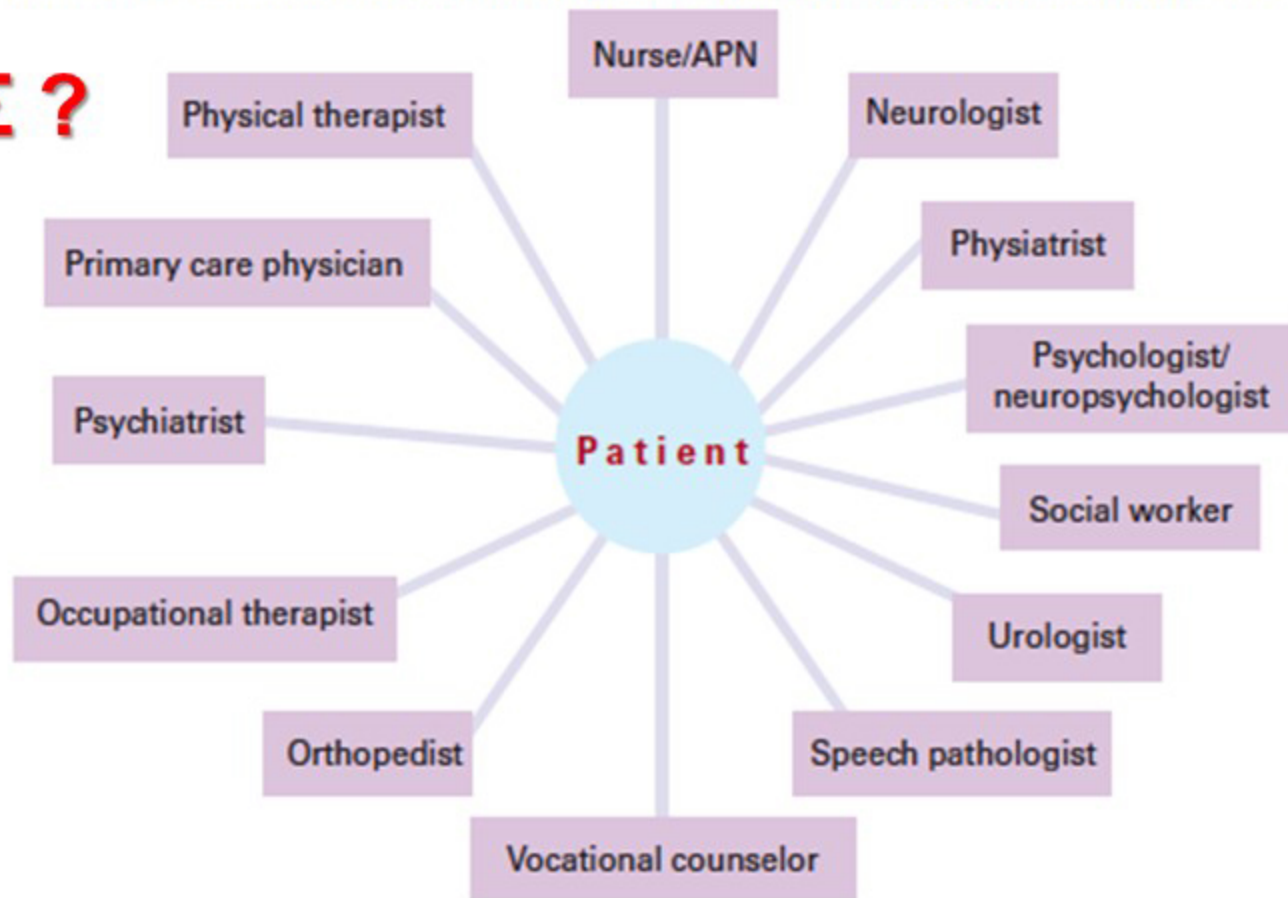 E ?
Nurse/APN
Physical therapist
Neurologist
Primary care physician
Physiatrist
Psychologist/
neuropsychologist
Psychiatrist
Patient
Social worker
Occupational therapist
Urologist
Orthopedist
Speech pathologist
Vocational counselor